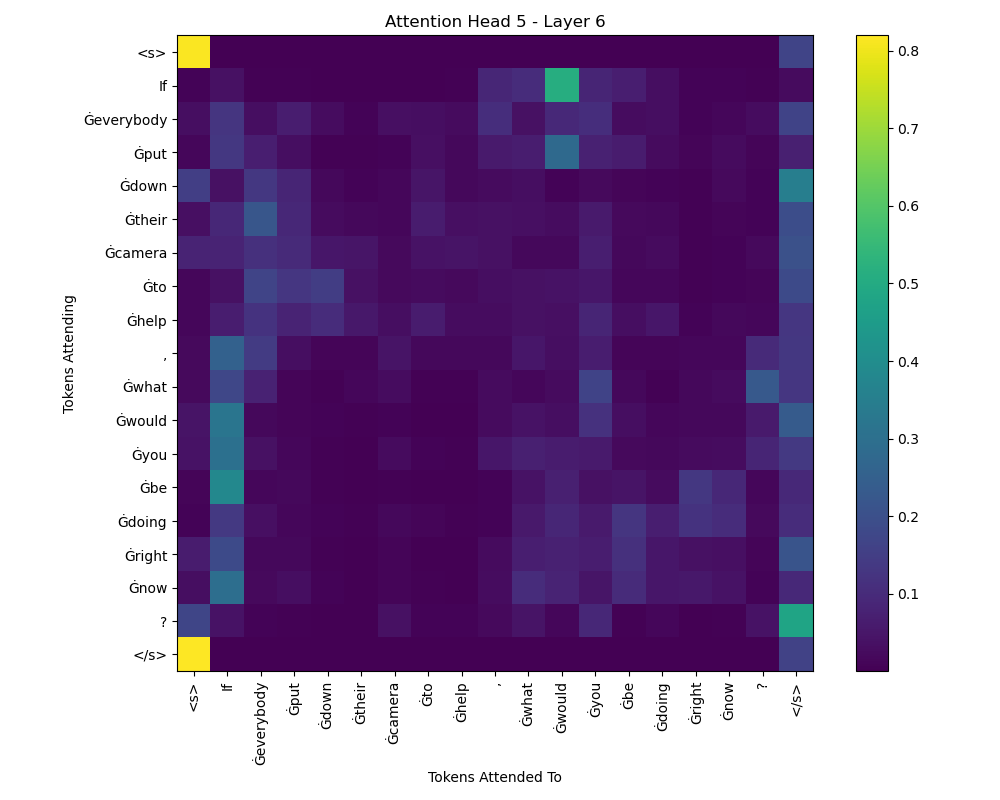 Attention Head 5 - Layer 6
Tokens Attending
<s>
If
Ġeverybody
Ġput
Ġdown
Ġtheir
Ġcamera
Ġto
Ġhelp
,
Ġwhat
Ġwould
Ġyou
Ġbe
Ġdoing
Ġright
Ġnow
?
</s>
<s>
If
Ġeverybody
Ġput
Ġdown
Ġtheir
Ġcamera
Ġto
Ġhelp
,
Ġwhat
Ġwould
Ġyou
Ġbe
Ġdoing
Ġright
Ġnow
?
</s>
Tokens Attended To
0.8
0.7
0.6
0.5
0.4
0.3
0.2
0.1